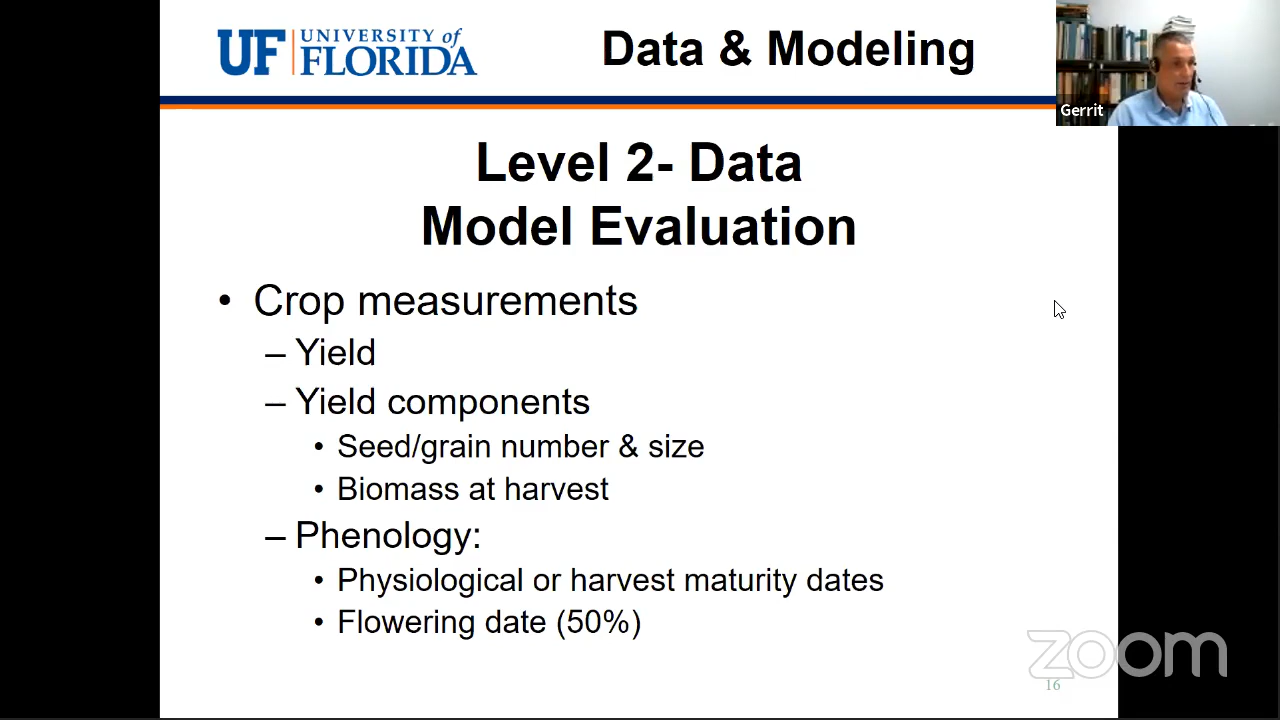 UF UNIVERSITY of
FLORIDA
Data & Modeling
Gerrit
Level 2- Data
Model Evaluation
• Crop measurements
– Yield
– Yield components
• Seed/grain number & size
• Biomass at harvest
– Phenology:
• Physiological or harvest maturity dates
• Flowering date (50%)
zoom
16